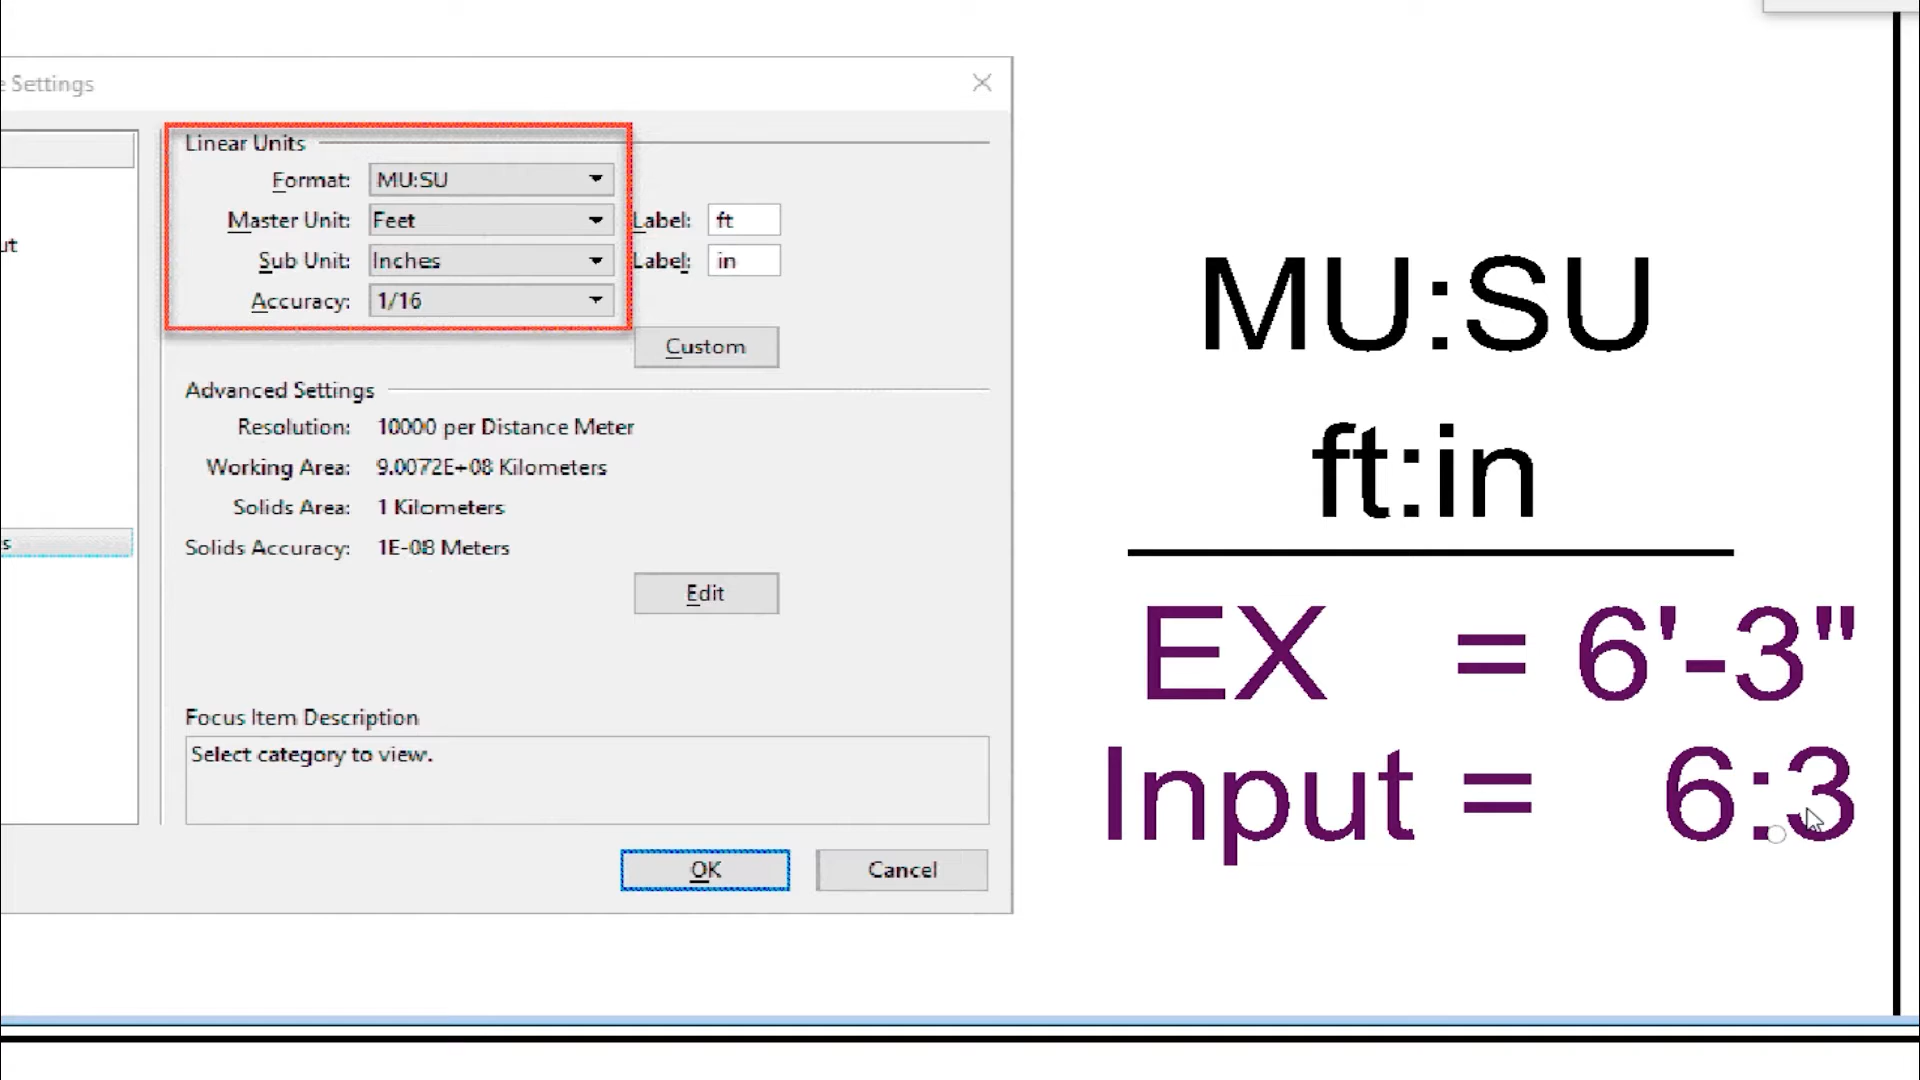 e Settings
Linear Units
Format: MU:SU
Master Unit: Feet Label: ft
Sub Unit: Inches Label: in
Accuracy: 1/16
Custom
Advanced Settings
Resolution: 10000 per Distance Meter
Working Area: 9.0072E+08 Kilometers
Solids Area: 1 Kilometers
Solids Accuracy: 1E-08 Meters
Edit
Focus Item Description
Select category to view.
OK Cancel
ut
s
MU:SU
ft:in
EX = 6'-3"
Input = 6:3